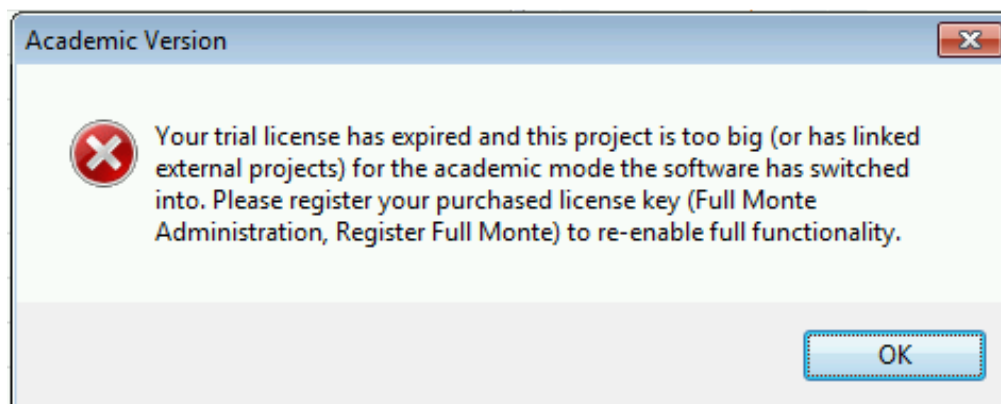 Academic Version
Your trial license has expired and this project is too big (or has linked
external projects) for the academic mode the software has switched
into. Please register your purchased license key (Full Monte
Administration, Register Full Monte) to re-enable full functionality.
OK